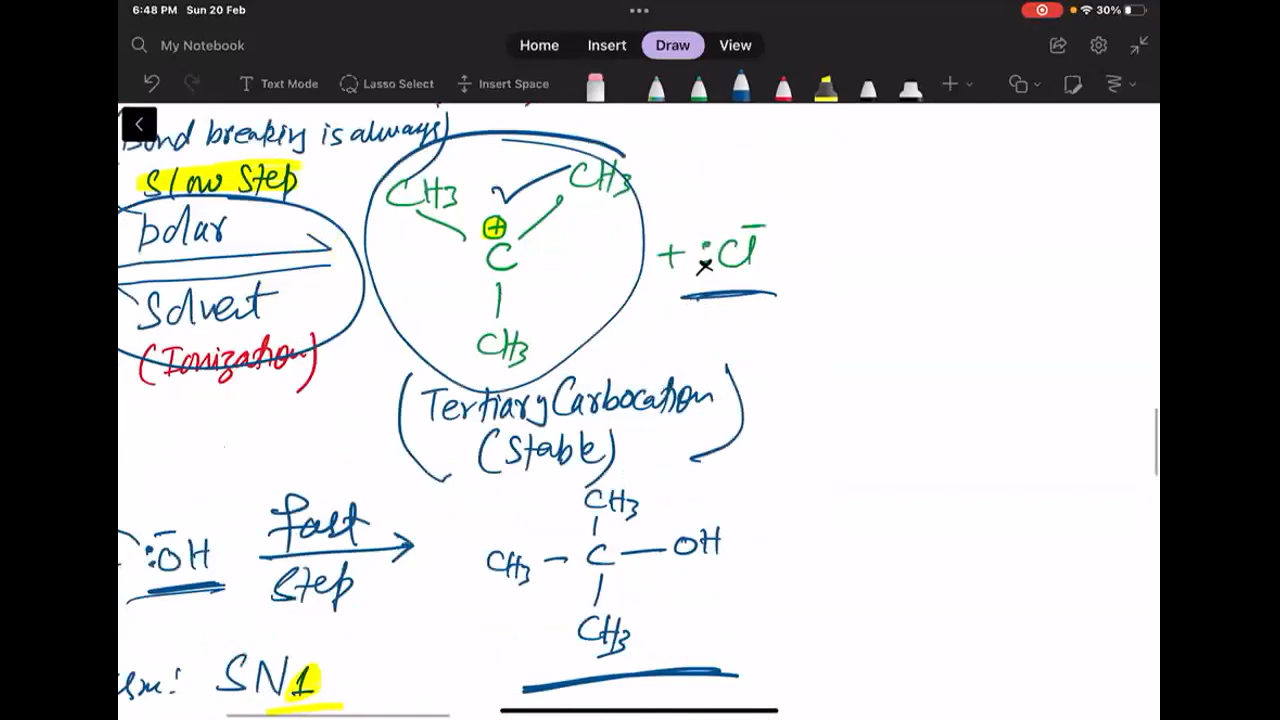 6:48 PM Sun 20 Feb
30%
My Notebook
Home Insert Draw View
Text Mode Lasso Select Insert Space
Bond breaking is always)
Slow Step
Polar
Solvent
(Ionization)
CH3 CH3
+
C
CH3
+ :Cl-
(Tertiary Carbocation)
(Stable)
:OH-
fast
Step
CH3
CH3 - C - OH
CH3
ism: SN1